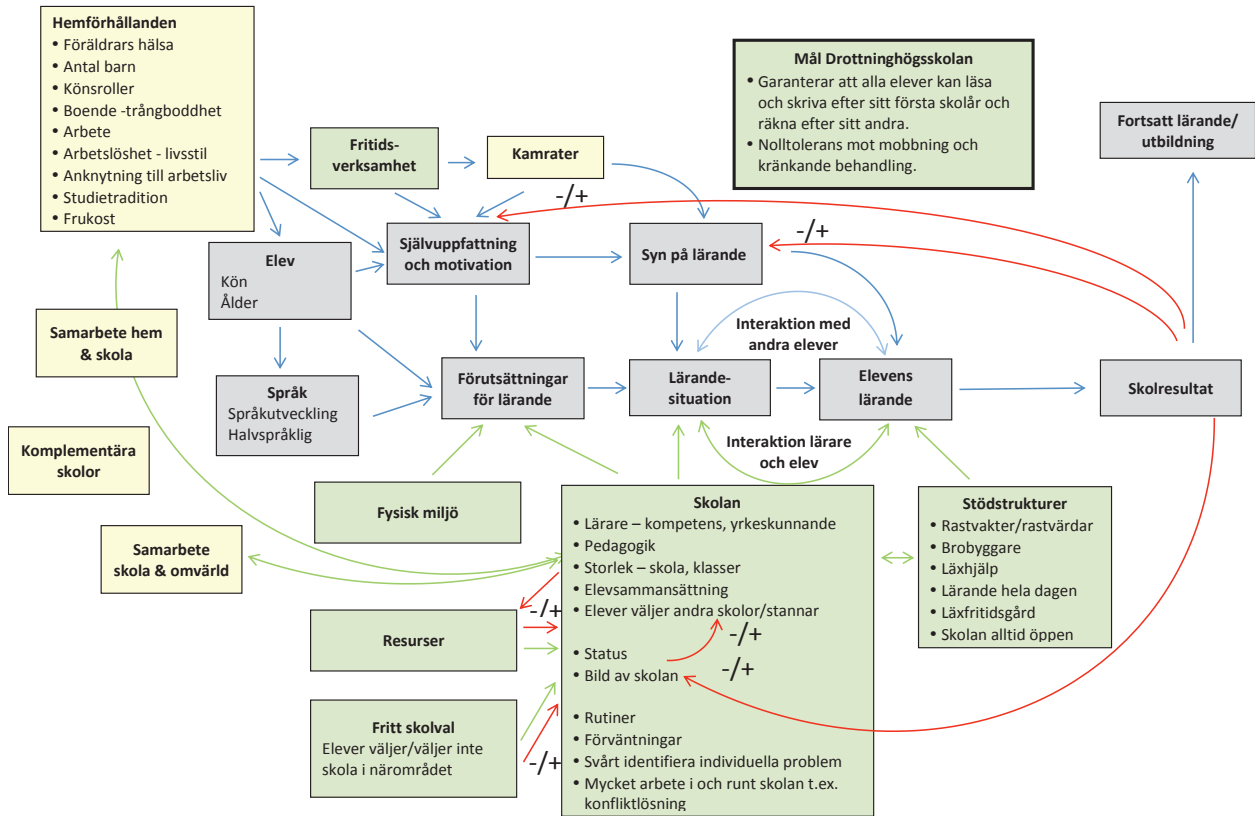 Hemförhållanden
• Föräldrars hälsa
• Antal barn
• Könsroller
• Boende -trångboddhet
• Arbete
• Arbetslöshet - livsstil
• Anknytning till arbetsliv
• Studietradition
• Frukost
Fritids-
verksamhet
Kamrater
Mål Drottninghögsskolan
• Garanterar att alla elever kan läsa
och skriva efter sitt första skolår och
räkna efter sitt andra.
• Nolltolerans mot mobbning och
kränkande behandling.
Fortsatt lärande/
utbildning
-/+
-/+
Självuppfattning
och motivation
Syn på lärande
Elev
Kön
Ålder
Samarbete hem
& skola
Interaktion med
andra elever
Språk
Språkutveckling
Halvspråklig
Förutsättningar
för lärande
Lärande-
situation
Elevens
lärande
Skolresultat
Komplementära
skolor
Interaktion lärare
och elev
Fysisk miljö
Samarbete
skola & omvärld
Skolan
• Lärare – kompetens, yrkeskunnande
• Pedagogik
• Storlek – skola, klasser
• Elevsammansättning
• Elever väljer andra skolor/stannar
-/+
• Status
• Bild av skolan
-/+
• Rutiner
• Förväntningar
• Svårt identifiera individuella problem
• Mycket arbete i och runt skolan t.ex.
konfliktlösning
Stödstrukturer
• Rastvakter/rastvärdar
• Brobyggare
• Läxhjälp
• Lärande hela dagen
• Läxfritidsgård
• Skolan alltid öppen
Resurser
-/+
Fritt skolval
Elever väljer/väljer inte
skola i närområdet
-/+